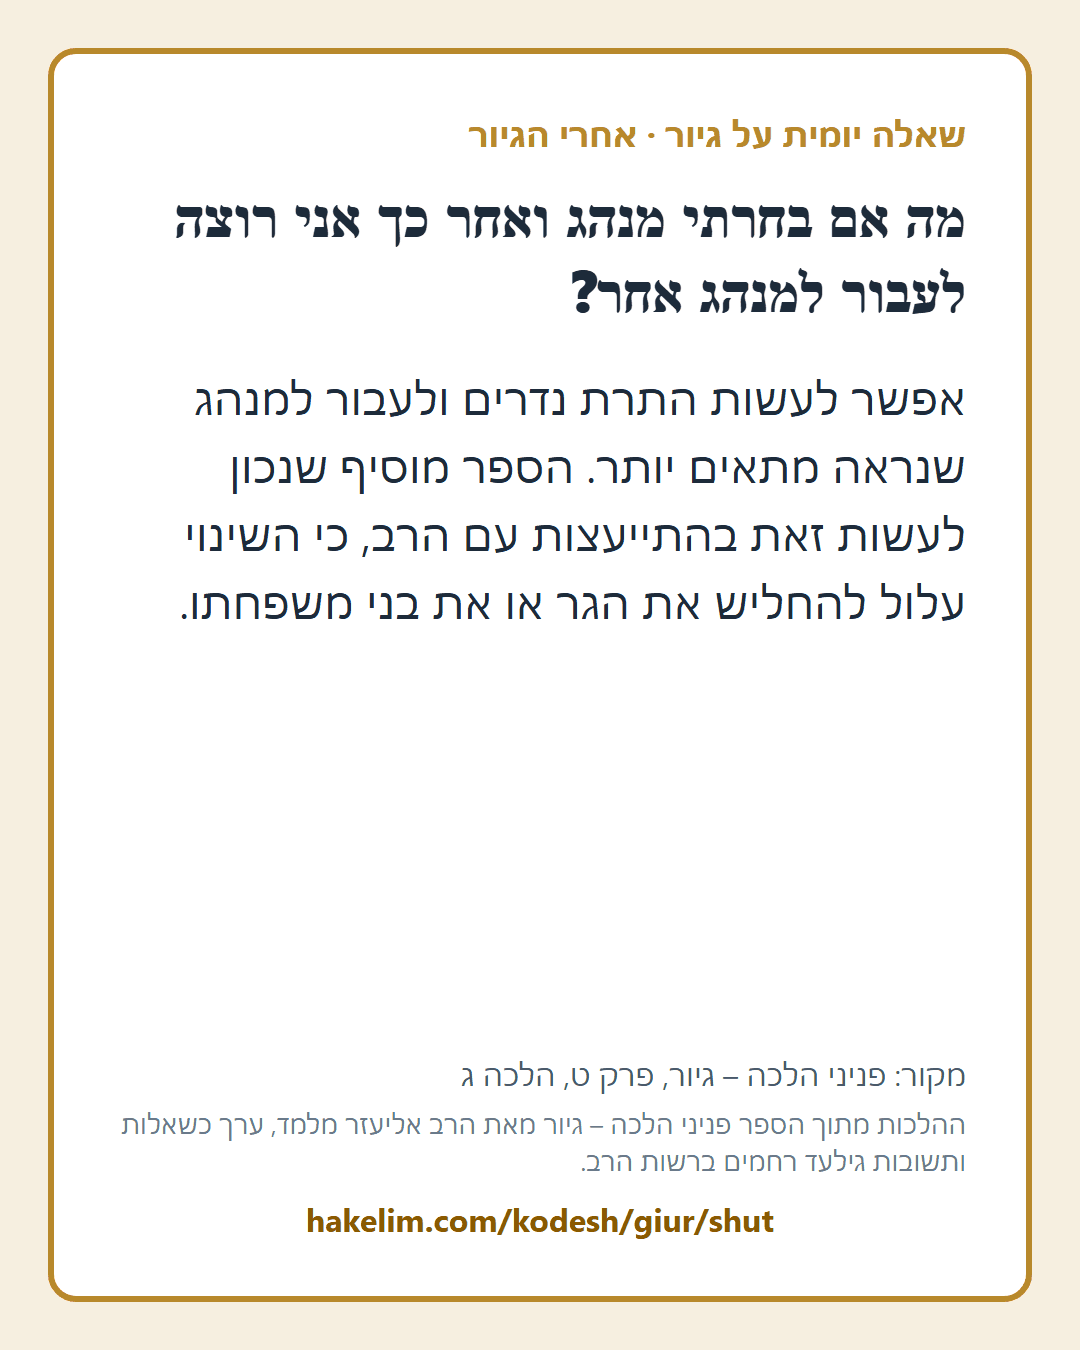 שאלה יומית על גיור · אחרי הגיור
מה אם בחרתי מנהג ואחר כך אני רוצה
לעבור למנהג אחר?
אפשר לעשות התרת נדרים ולעבור למנהג
שנראה מתאים יותר. הספר מוסיף שנכון
לעשות זאת בהתייעצות עם הרב, כי השינוי
עלול להחליש את הגר או את בני משפחתו.
מקור: פניני הלכה – גיור, פרק ט, הלכה ג
ההלכות מתוך הספר פניני הלכה – גיור מאת הרב אליעזר מלמד, ערך כשאלות
ותשובות גילעד רחמים ברשות הרב.
hakelim.com/kodesh/giur/shut